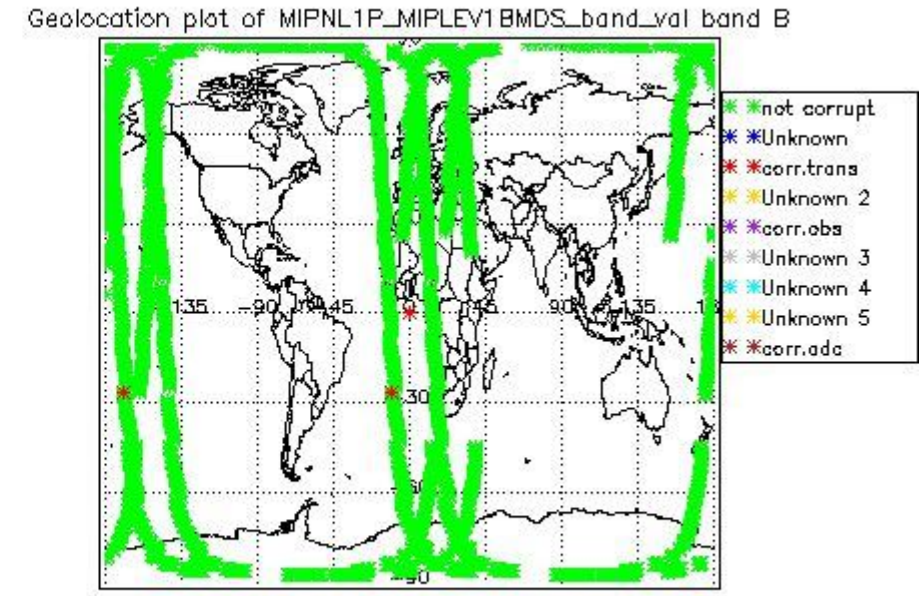 Geolocation plot of MIPNL1P_MIPLEV1BMDS_band_val band B
not corrupt
Unknown
corr.trans
Unknown 2
corr.obs
Unknown 3
Unknown 4
Unknown 5
corr.adc
135 -90 45 45 90 135
-30
-60
-90